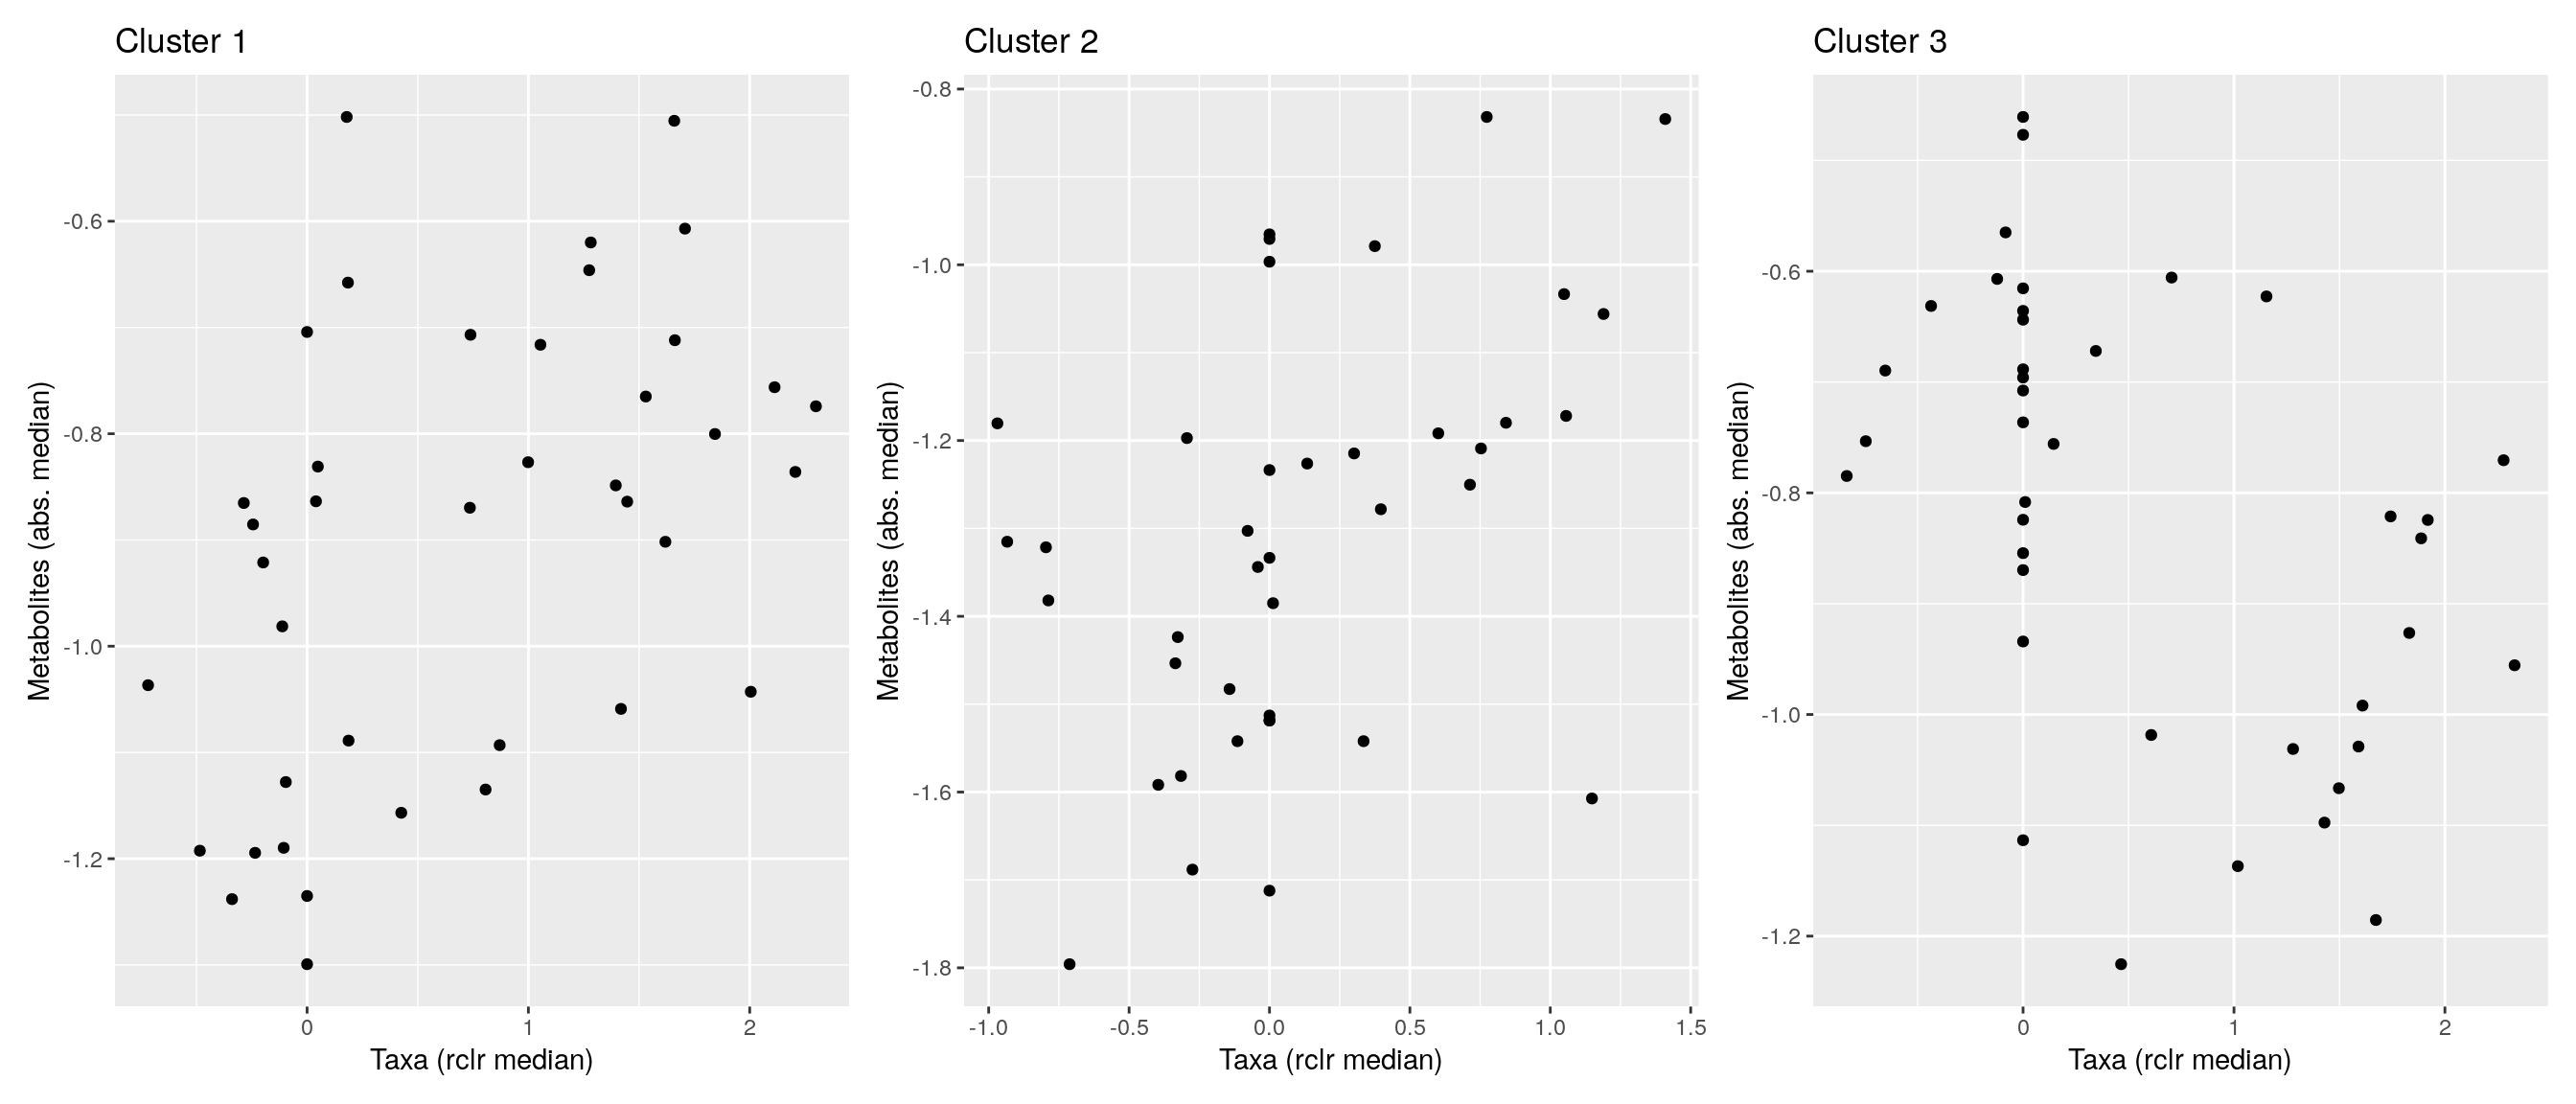 Cluster 1
Metabolites (abs. median)
-0.6
-0.8
-1.0
-1.2
0 1 2
Taxa (rclr median)
Cluster 2
Metabolites (abs. median)
-0.8
-1.0
-1.2
-1.4
-1.6
-1.8
-1.0 -0.5 0.0 0.5 1.0 1.5
Taxa (rclr median)
Cluster 3
Metabolites (abs. median)
-0.6
-0.8
-1.0
-1.2
0 1 2
Taxa (rclr median)